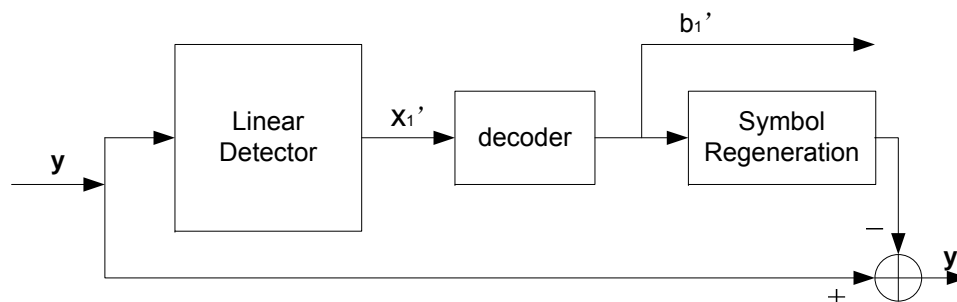 b₁’
Linear
Detector
x₁’
decoder
Symbol
Regeneration
y
−
+
y